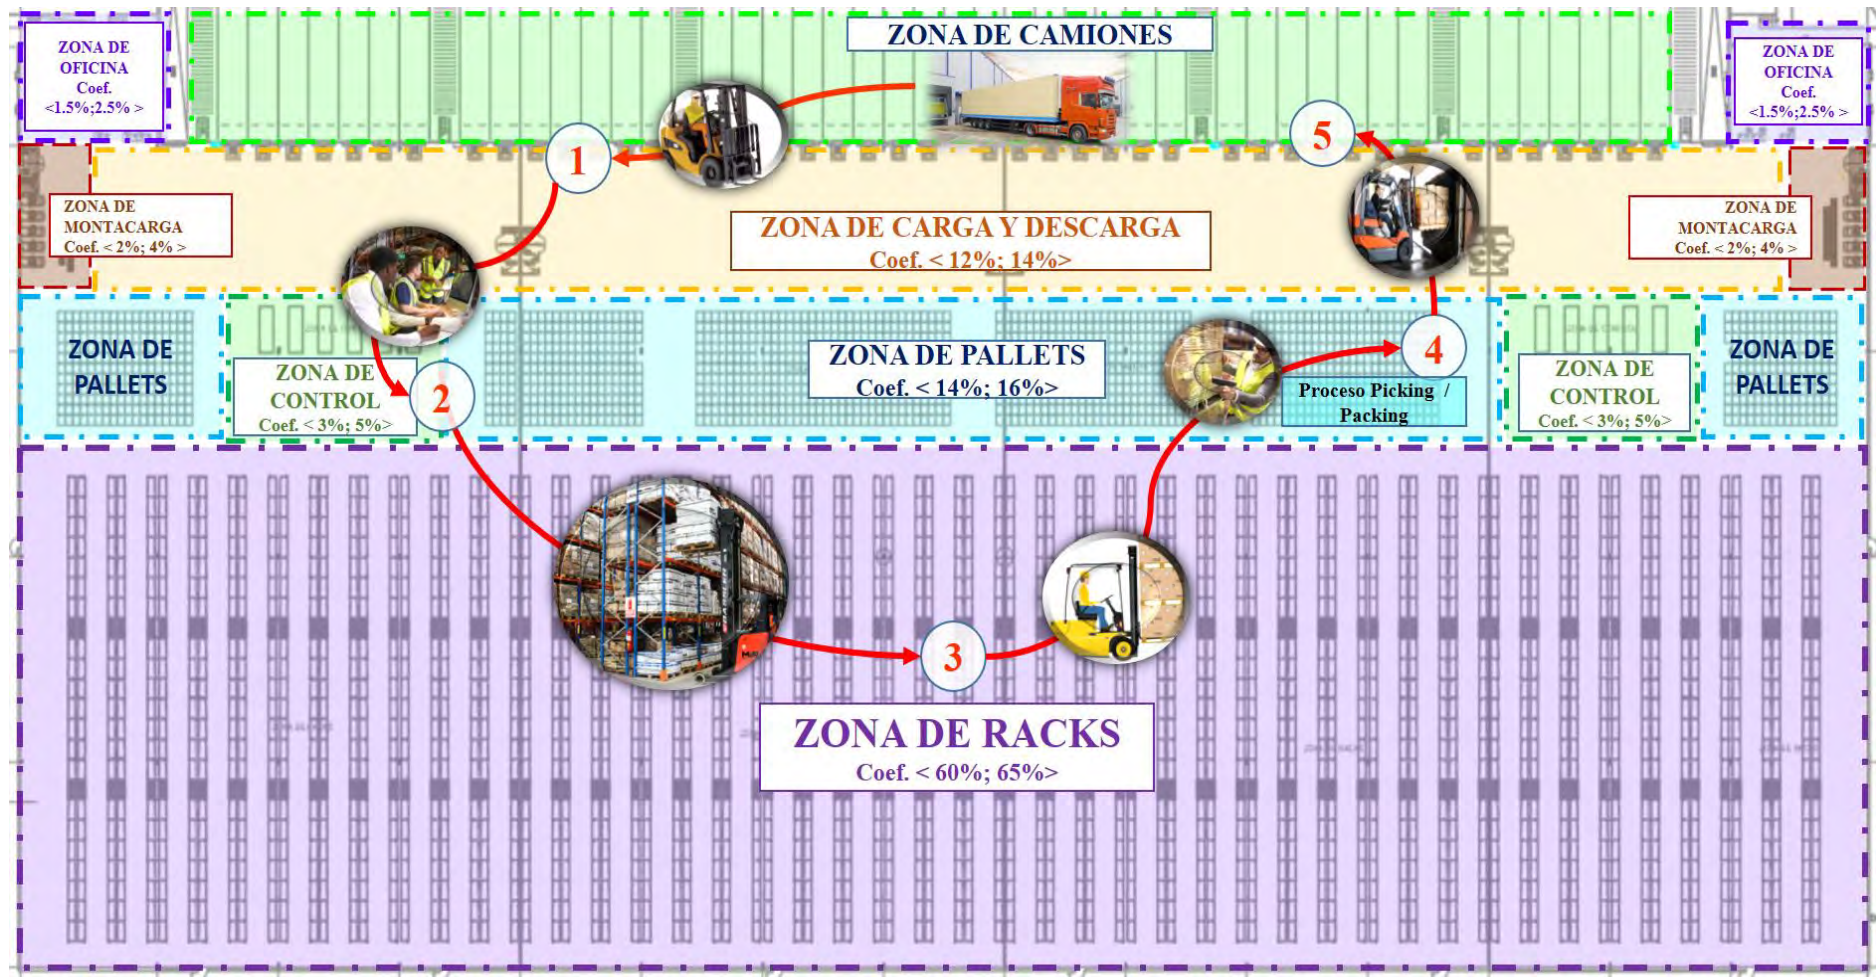 ZONA DE CAMIONES
ZONA DE
OFICINA
Coef.
<1.5%;2.5% >
ZONA DE
OFICINA
Coef.
<1.5%;2.5% >
1
5
ZONA DE
MONTACARGA
Coef. < 2%; 4% >
ZONA DE CARGA Y DESCARGA
Coef. < 12%; 14%>
ZONA DE
MONTACARGA
Coef. < 2%; 4% >
ZONA DE
PALLETS
ZONA DE
CONTROL
Coef. < 3%; 5%>
2
ZONA DE PALLETS
Coef. < 14%; 16%>
4
Proceso Picking /
Packing
ZONA DE
CONTROL
Coef. < 3%; 5%>
ZONA DE
PALLETS
3
ZONA DE RACKS
Coef. < 60%; 65%>